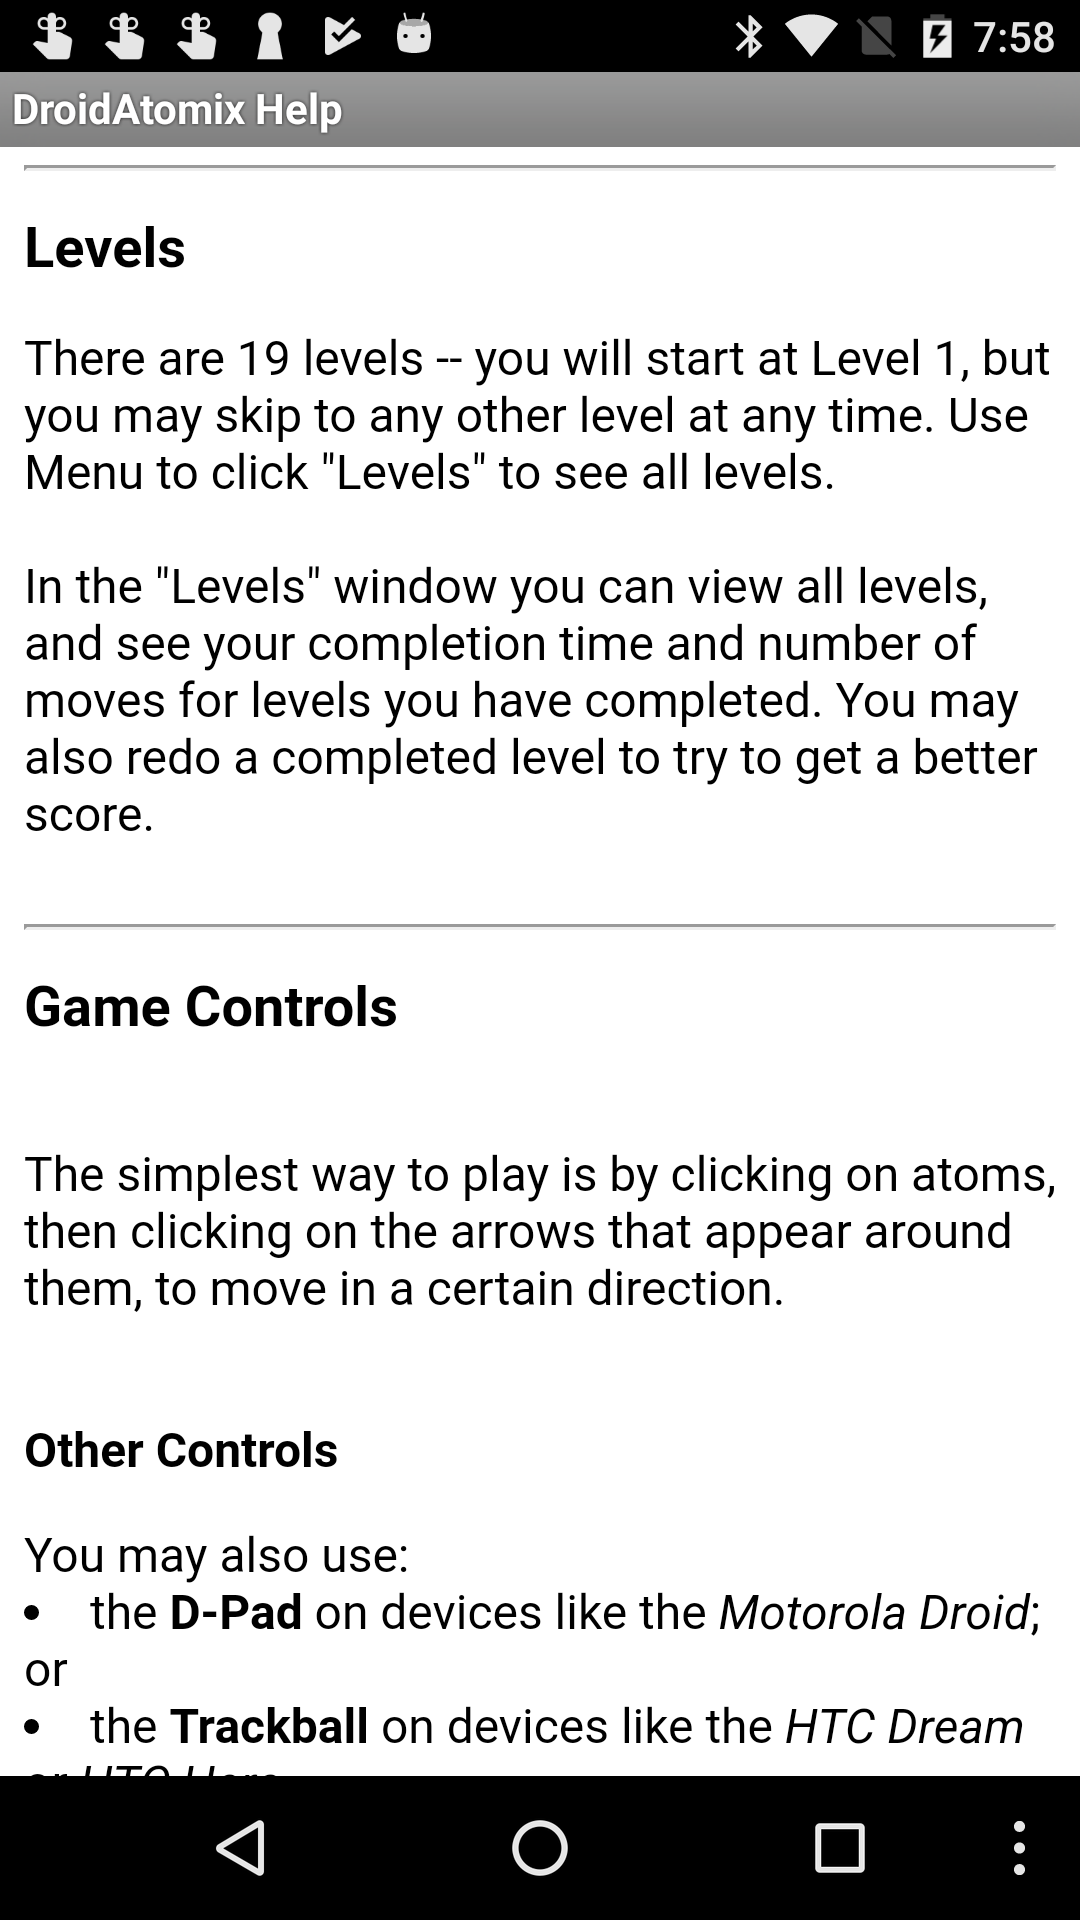 7:58
DroidAtomix Help
Levels
There are 19 levels -- you will start at Level 1, but
you may skip to any other level at any time. Use
Menu to click "Levels" to see all levels.
In the "Levels" window you can view all levels,
and see your completion time and number of
moves for levels you have completed. You may
also redo a completed level to try to get a better
score.
Game Controls
The simplest way to play is by clicking on atoms,
then clicking on the arrows that appear around
them, to move in a certain direction.
Other Controls
You may also use:
• the D-Pad on devices like the Motorola Droid;
or
• the Trackball on devices like the HTC Dream
or HTC Hero